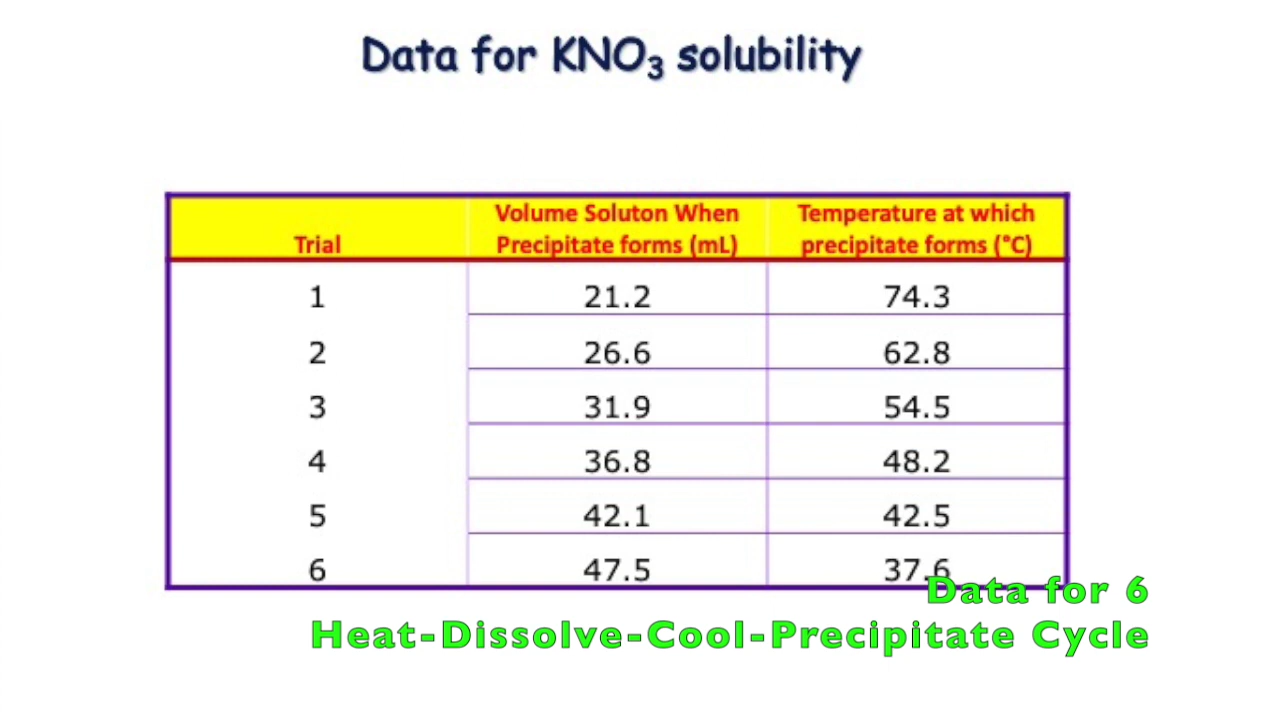 Data for KNO₃ solubility
Volume Soluton When Temperature at which
Trial Precipitate forms (mL) precipitate forms (°C)
1 21.2 74.3
2 26.6 62.8
3 31.9 54.5
4 36.8 48.2
5 42.1 42.5
6 47.5 37.6
Data for 6
Heat-Dissolve-Cool-Precipitate Cycle